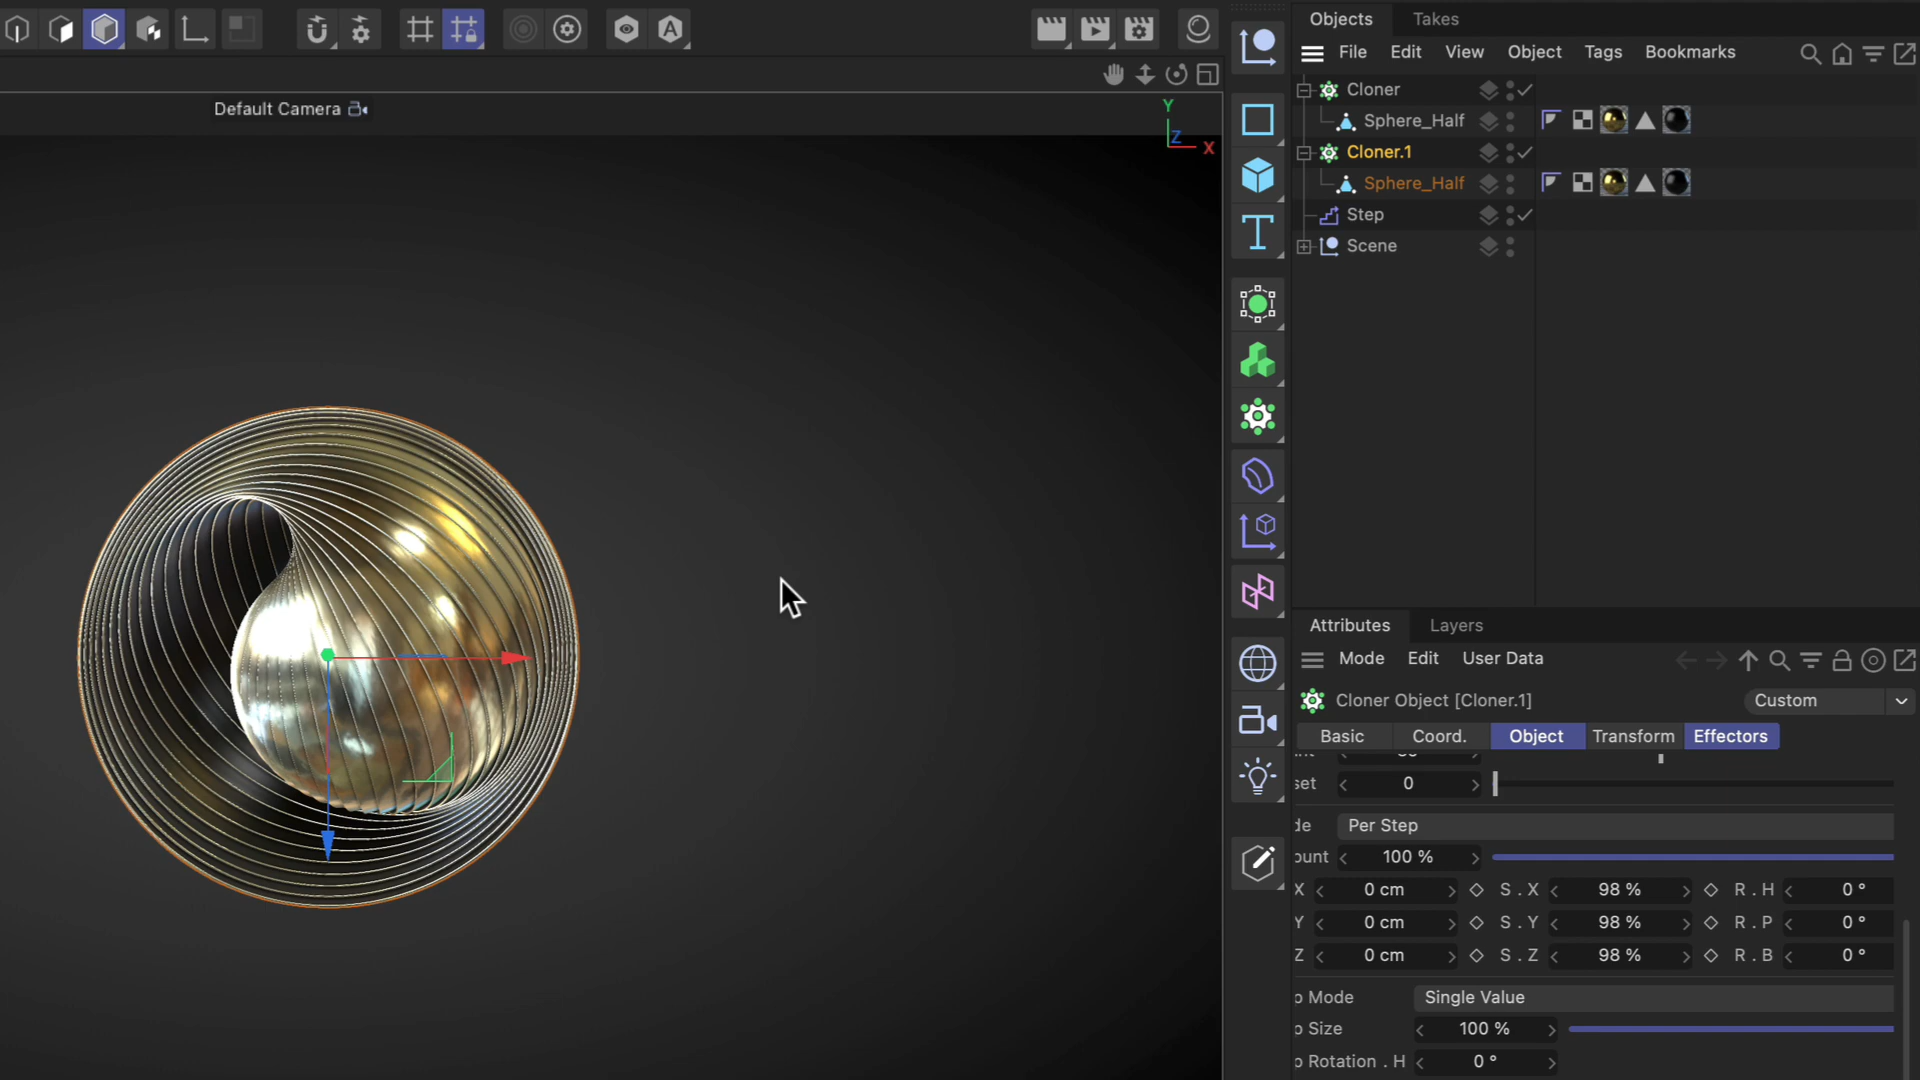 Objects Takes
File Edit View Object Tags Bookmarks
Default Camera
Y
Z
X
Cloner
Sphere_Half
Cloner.1
Sphere_Half
Step
Scene
Attributes Layers
Mode Edit User Data
Cloner Object [Cloner.1] Custom
Basic Coord. Object Transform Effectors
set 0
de Per Step
ount 100 %
X 0 cm S . X 98 % R . H 0 °
Y 0 cm S . Y 98 % R . P 0 °
Z 0 cm S . Z 98 % R . B 0 °
p Mode Single Value
p Size 100 %
p Rotation . H 0 °